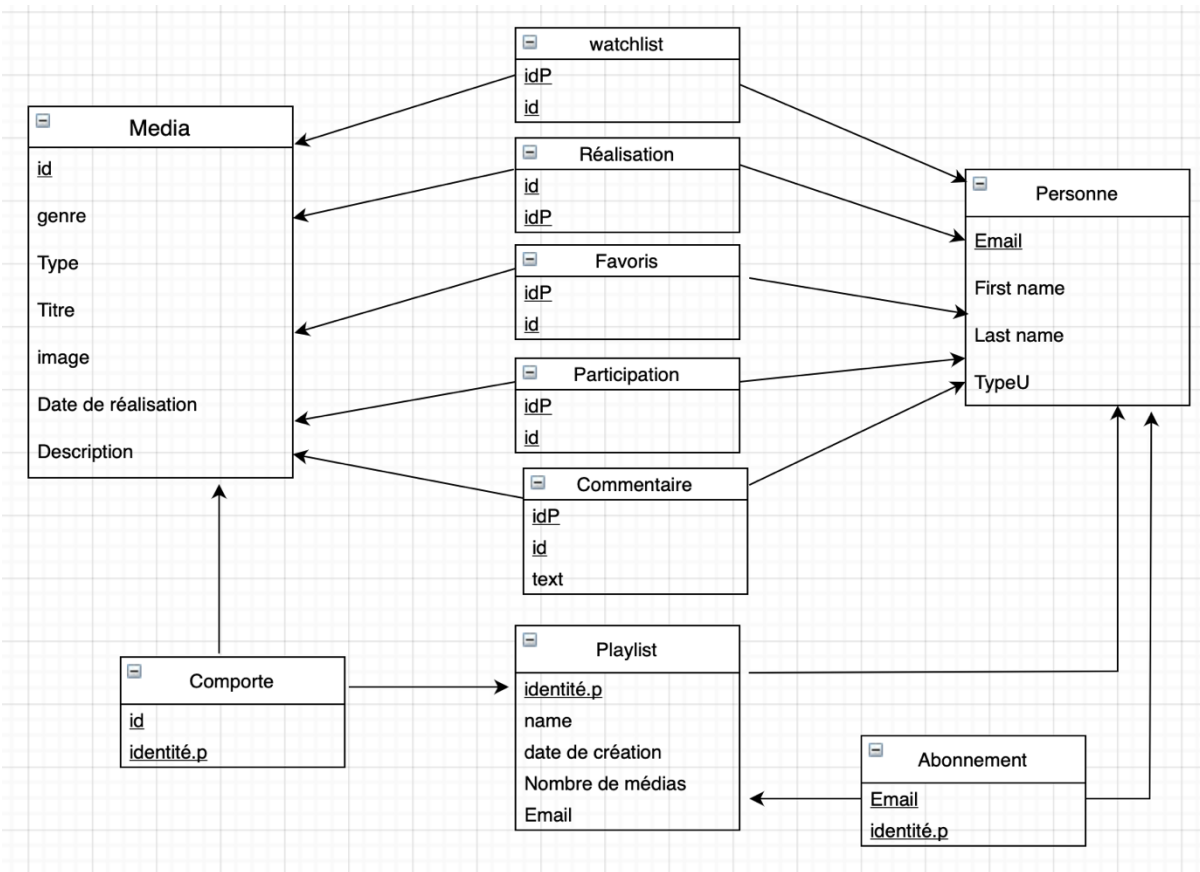 watchlist
idP
id
Media
id
genre
Type
Titre
image
Date de réalisation
Description
Réalisation
id
idP
Favoris
idP
id
Participation
idP
id
Commentaire
idP
id
text
Personne
Email
First name
Last name
TypeU
Comporte
id
identité.p
Playlist
identité.p
name
date de création
Nombre de médias
Email
Abonnement
Email
identité.p